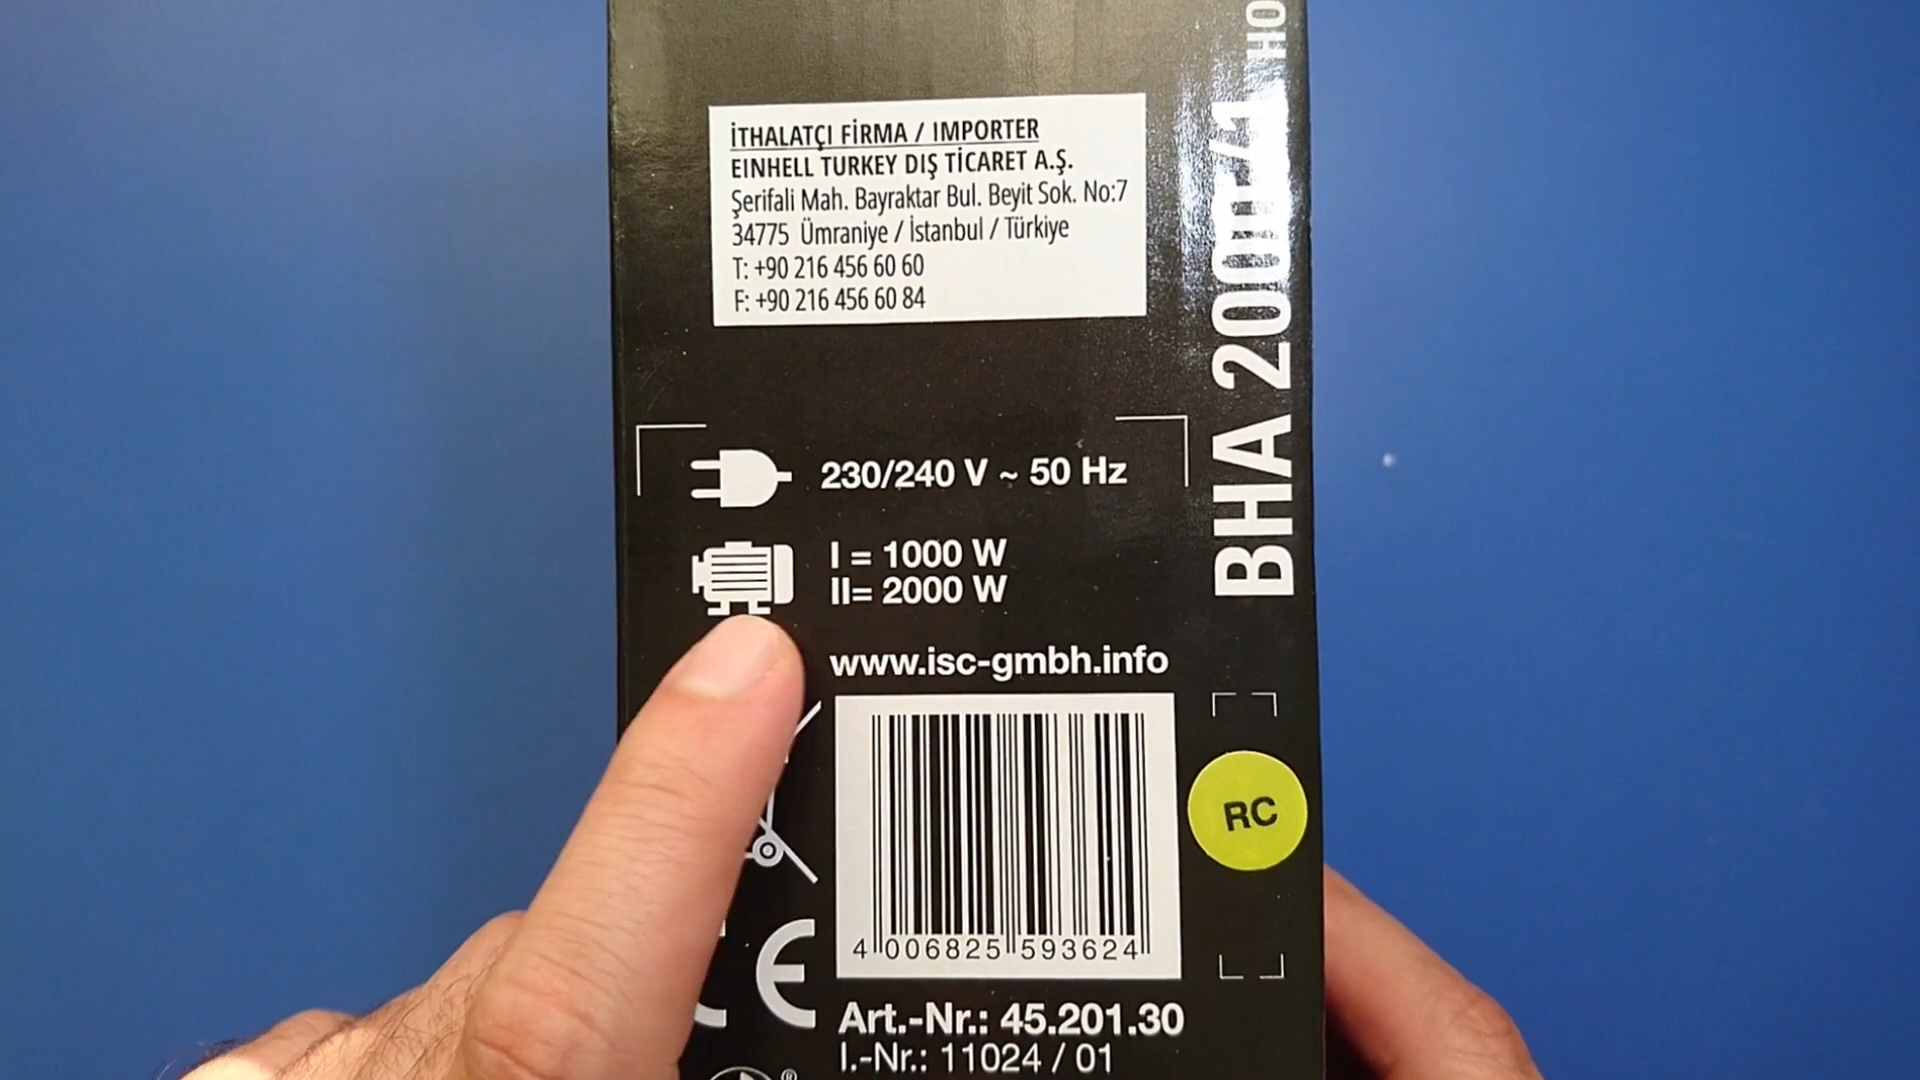 İTHALATÇI FİRMA / IMPORTER
EINHELL TURKEY DIŞ TİCARET A.Ş.
Şerifali Mah. Bayraktar Bul. Beyit Sok. No:7
34775 Ümraniye / İstanbul / Türkiye
T: +90 216 456 60 60
F: +90 216 456 60 84
230/240 V ~ 50 Hz
I = 1000 W
II= 2000 W
www.isc-gmbh.info
4 006825 593624
Art.-Nr.: 45.201.30
I.-Nr.: 11024 / 01
CE
®
BHA 2000/1
RC